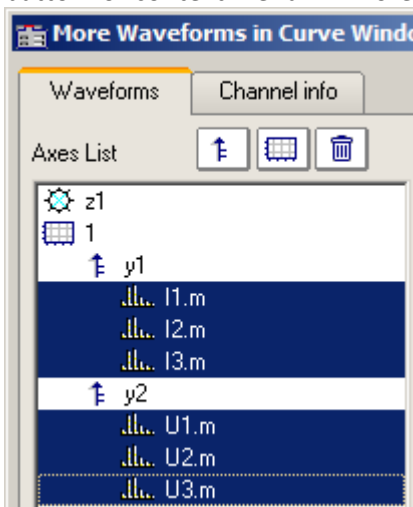 More Waveforms in Curve Windo
Waveforms Channel info
Axes List
z1
1
y1
I1.m
I2.m
I3.m
y2
U1.m
U2.m
U3.m